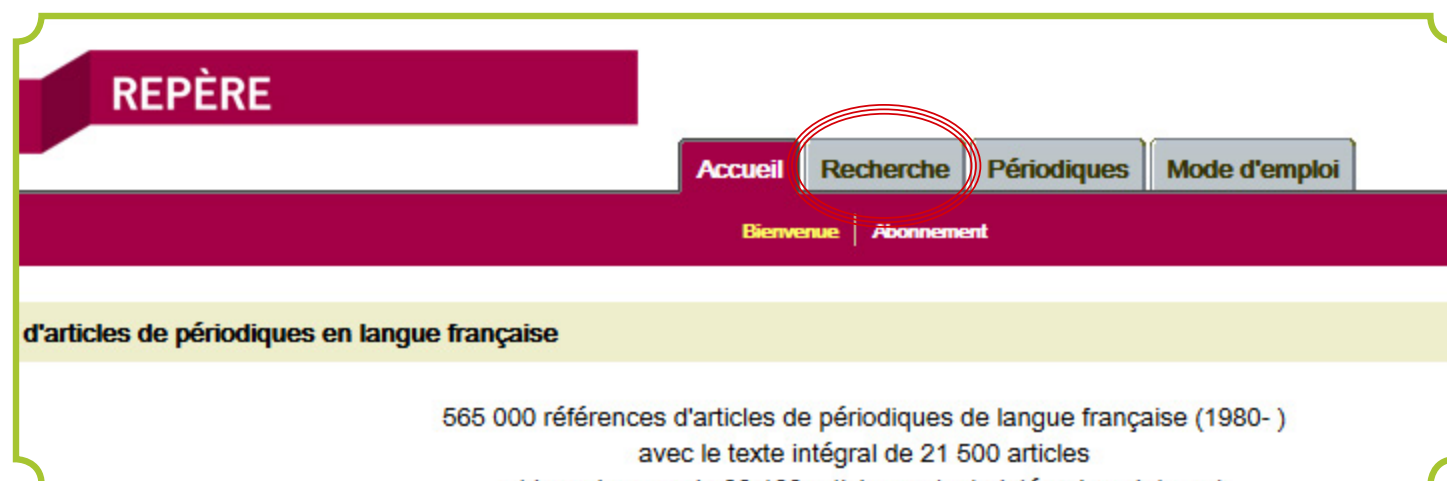 REPÈRE
Accueil Recherche Périodiques Mode d'emploi
Bienvenue Abonnement
d'articles de périodiques en langue française
565 000 références d'articles de périodiques de langue française (1980- )
avec le texte intégral de 21 500 articles